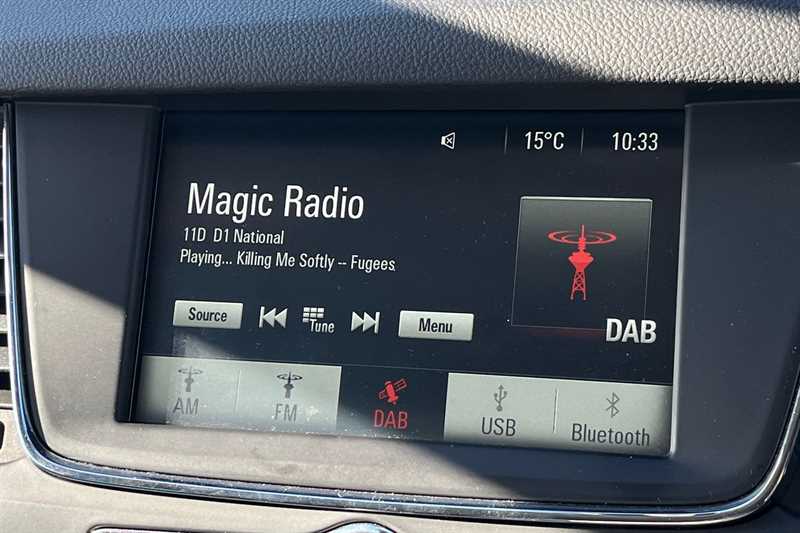 15°C 10:33
Magic Radio
11D D1 National
Playing... Killing Me Softly -- Fugees
DAB
Source Tune Menu
AM FM DAB USB Bluetooth